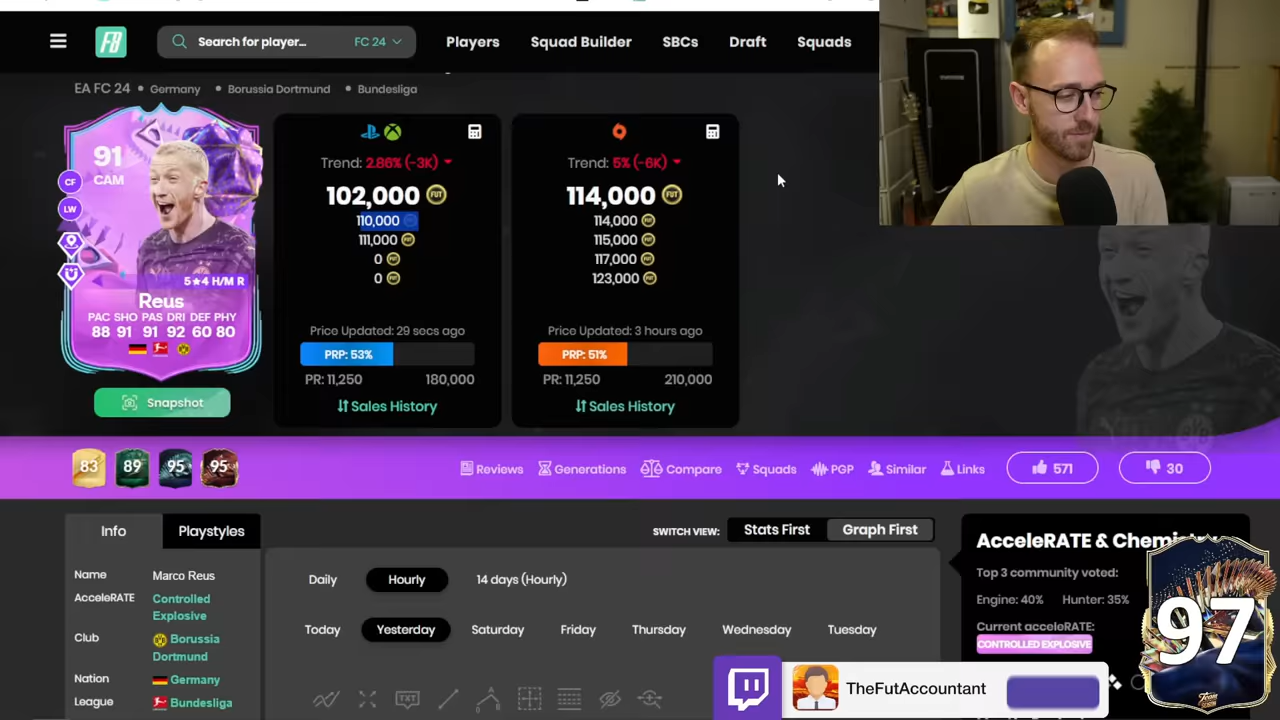 FB
Search for player...
FC 24
Players
Squad Builder
SBCs
Draft
Squads
EA FC 24
Germany
Borussia Dortmund
Bundesliga
91
CAM
CF
LW
5★4 H/M R
Reus
PAC SHO PAS DRI DEF PHY
88 91 91 92 60 80
Snapshot
Trend: 2.86% (-3K)
102,000
110,000
111,000
0
0
Price Updated: 29 secs ago
PRP: 53%
PR: 11,250
180,000
Sales History
Trend: 5% (-6K)
114,000
114,000
115,000
117,000
123,000
Price Updated: 3 hours ago
PRP: 51%
PR: 11,250
210,000
Sales History
83
89
95
95
Reviews
Generations
Compare
Squads
PGP
Similar
Links
571
30
Info
Playstyles
SWITCH VIEW:
Stats First
Graph First
Name
Marco Reus
AcceleRATE
Controlled
Explosive
Club
Borussia
Dortmund
Nation
Germany
League
Bundesliga
Daily
Hourly
14 days (Hourly)
Today
Yesterday
Saturday
Friday
Thursday
Wednesday
Tuesday
TXT
AcceleRATE &
Top 3 community voted:
Engine: 40%
Hunter: 35%
Current acceleRATE:
CONTROLLED EXPLOSIVE
97
TheFutAccountant